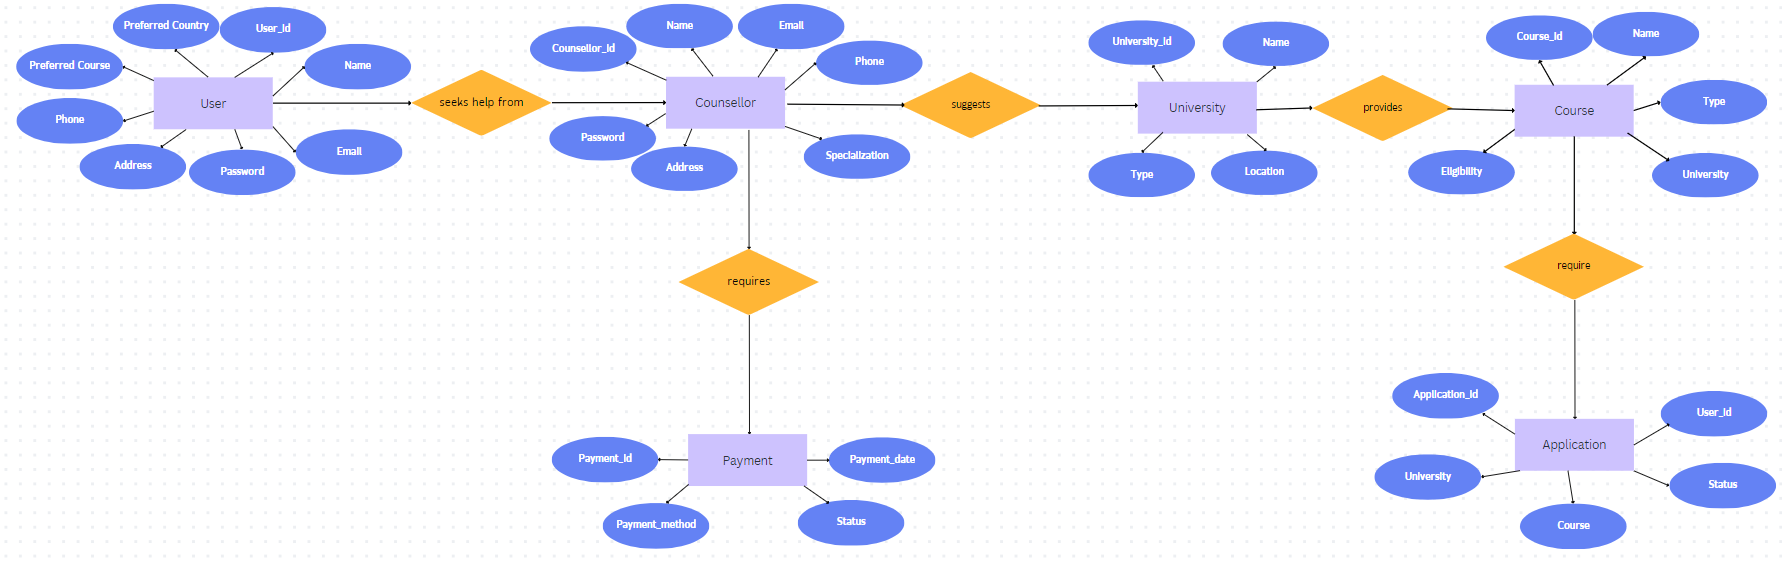 Preferred Country
User_Id
Preferred Course
Name
User
Phone
Address
Password
Email
seeks help from
Name
Email
Counsellor_Id
Phone
Counsellor
Password
Address
Specialization
suggests
University_Id
Name
University
Type
Location
provides
Course_Id
Name
Type
Course
Eligibility
University
requires
require
Payment_Id
Payment
Payment_date
Payment_method
Status
Application_Id
User_Id
Application
University
Status
Course